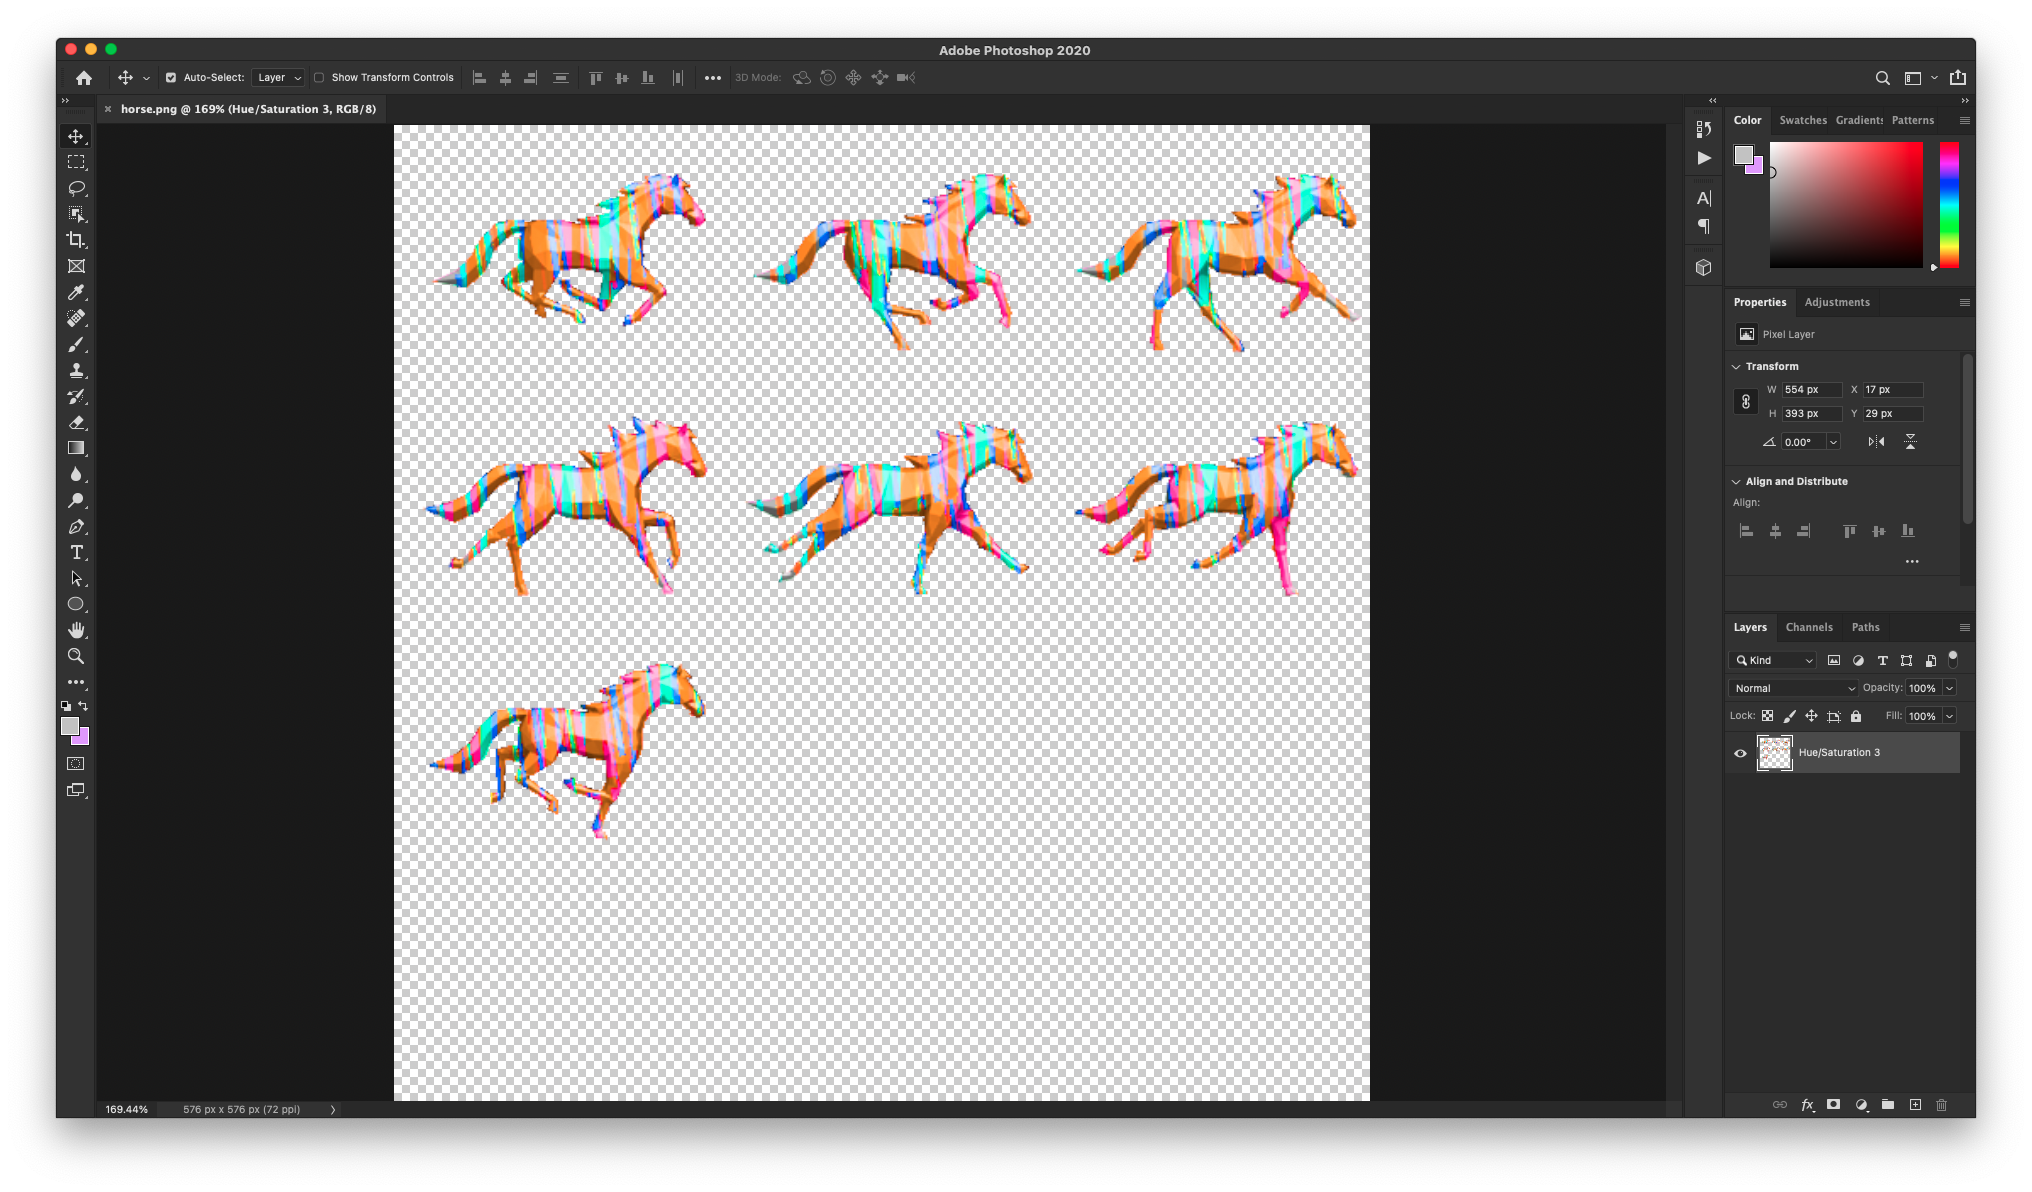 Adobe Photoshop 2020
Auto-Select: Layer Show Transform Controls 3D Mode:
horse.png @ 169% (Hue/Saturation 3, RGB/8)
Color Swatches Gradients Patterns
Properties Adjustments
Pixel Layer
Transform
W 554 px X 17 px
H 393 px Y 29 px
0.00°
Align and Distribute
Align:
Layers Channels Paths
Kind
Normal Opacity: 100%
Lock: Fill: 100%
Hue/Saturation 3
169.44% 576 px x 576 px (72 ppi)